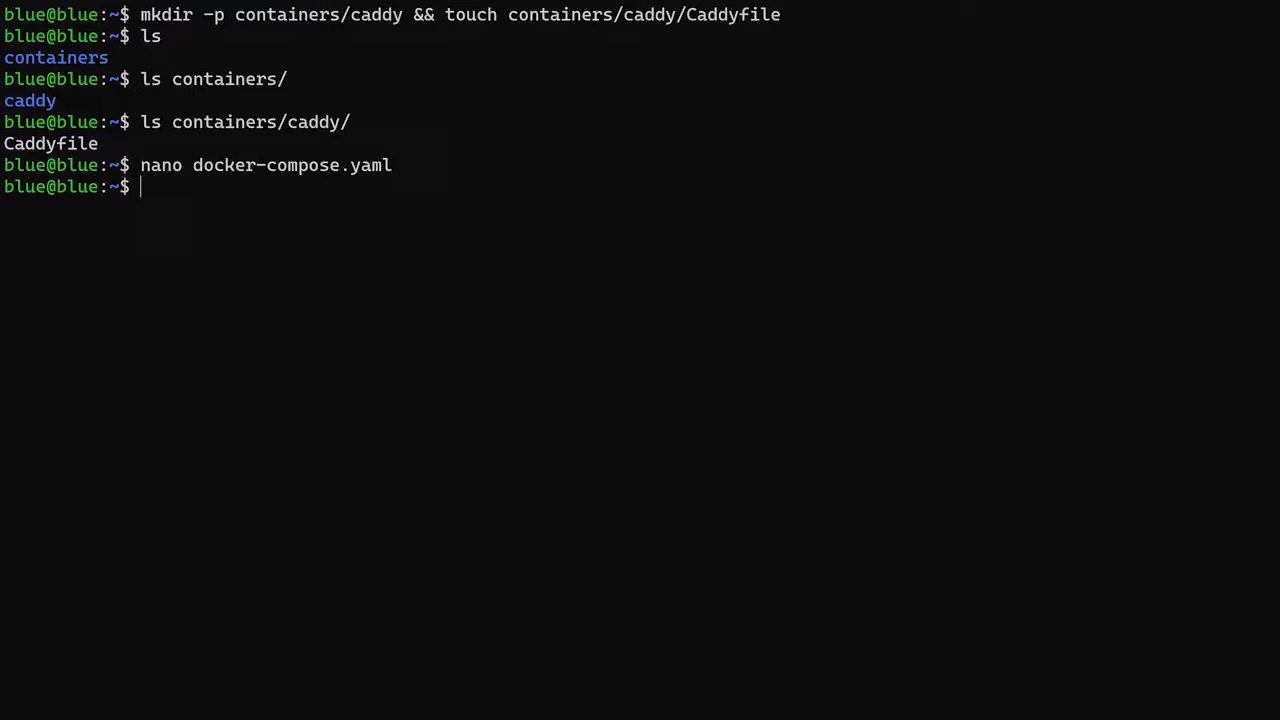 blue@blue:~$ mkdir -p containers/caddy && touch containers/caddy/Caddyfile
blue@blue:~$ ls
containers
blue@blue:~$ ls containers/
caddy
blue@blue:~$ ls containers/caddy/
Caddyfile
blue@blue:~$ nano docker-compose.yaml
blue@blue:~$